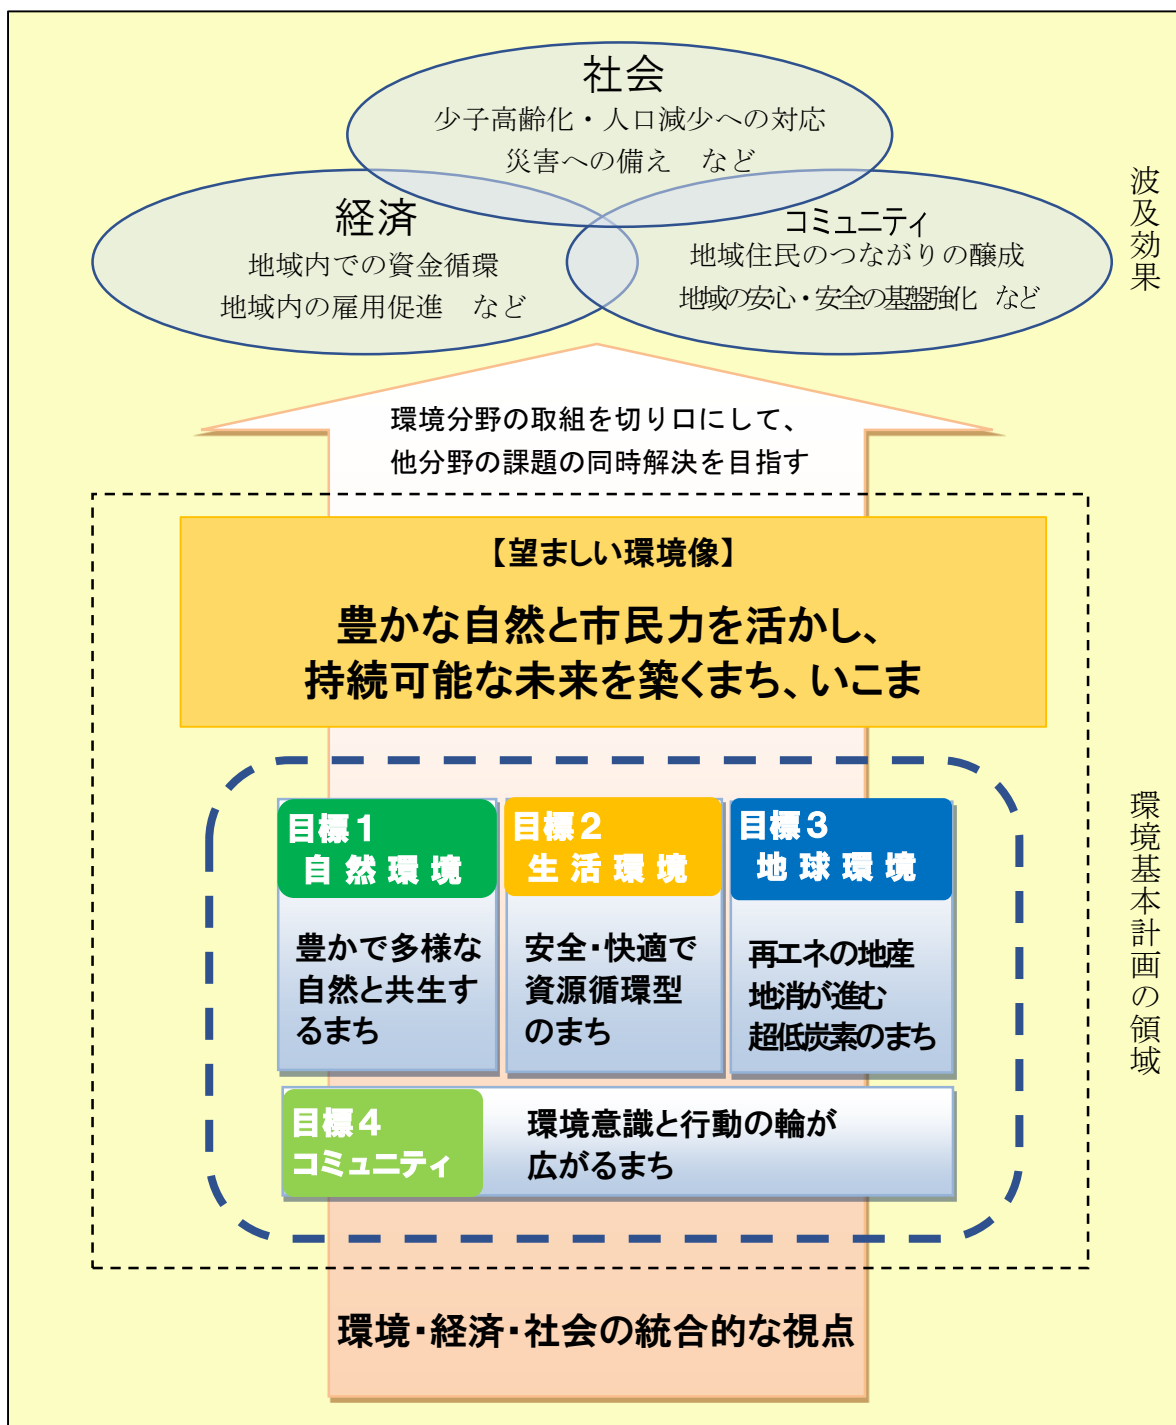 社会
少子高齢化・人口減少への対応
災害への備え　など
経済
地域内での資金循環
地域内の雇用促進　など
コミュニティ
地域住民のつながりの醸成
地域の安心・安全の基盤強化　など
波及効果
環境分野の取組を切り口にして、
他分野の課題の同時解決を目指す
【望ましい環境像】
豊かな自然と市民力を活かし、
持続可能な未来を築くまち、いこま
目標１
自然環境
豊かで多様な
自然と共生す
るまち
目標２
生活環境
安全・快適で
資源循環型
のまち
目標３
地球環境
再エネの地産
地消が進む
超低炭素のまち
目標４
コミュニティ
環境意識と行動の輪が
広がるまち
環境基本計画の領域
環境・経済・社会の統合的な視点